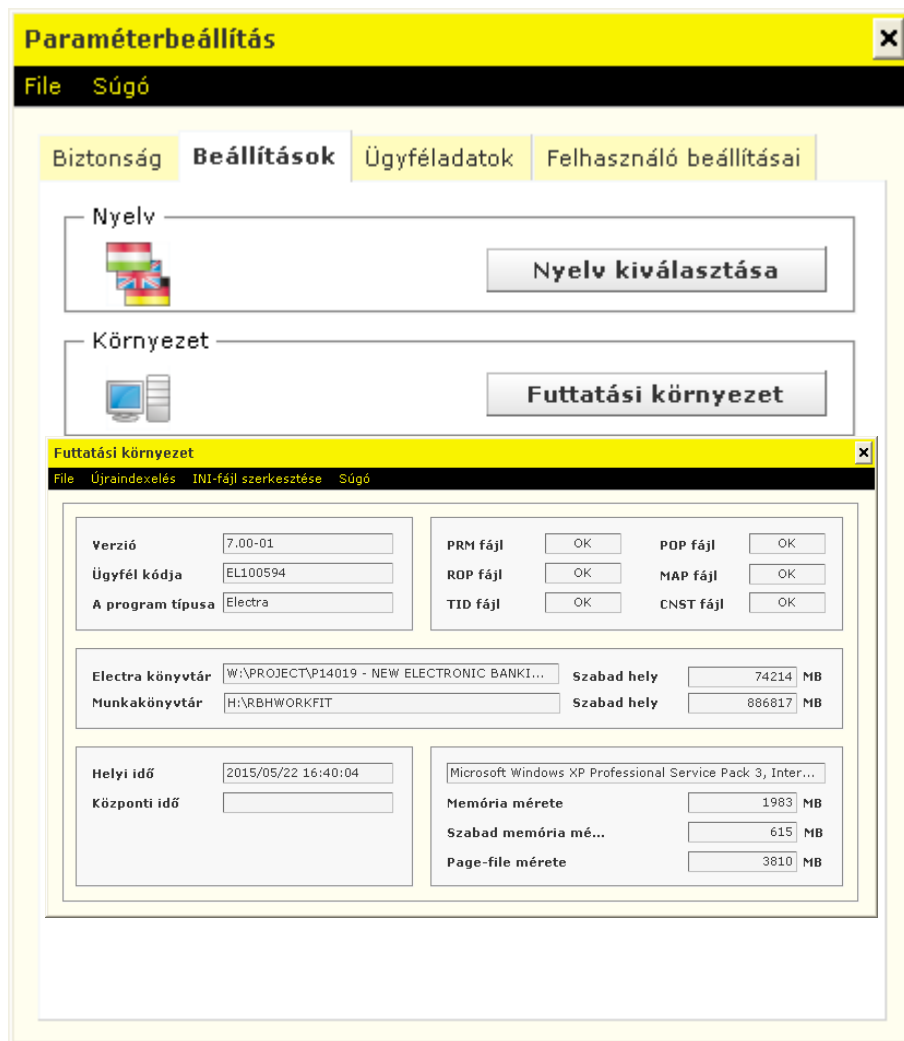 Paraméterbeállítás
File Súgó
Biztonság Beállítások Ügyféladatok Felhasználó beállításai
Nyelv
Nyelv kiválasztása
Környezet
Futtatási környezet
Futtatási környezet
File Újraindexelés INI-fájl szerkesztése Súgó
Verzió 7.00-01
Ügyfél kódja EL100594
A program típusa Electra
PRM fájl OK POP fájl OK
ROP fájl OK MAP fájl OK
TID fájl OK CNST fájl OK
Electra könyvtár W:\PROJECT\P14019 - NEW ELECTRONIC BANKI... Szabad hely 74214 MB
Munkakönyvtár H:\RBHWORKFIT Szabad hely 886817 MB
Helyi idő 2015/05/22 16:40:04
Központi idő
Microsoft Windows XP Professional Service Pack 3, Inter...
Memória mérete 1983 MB
Szabad memória mé... 615 MB
Page-file mérete 3810 MB